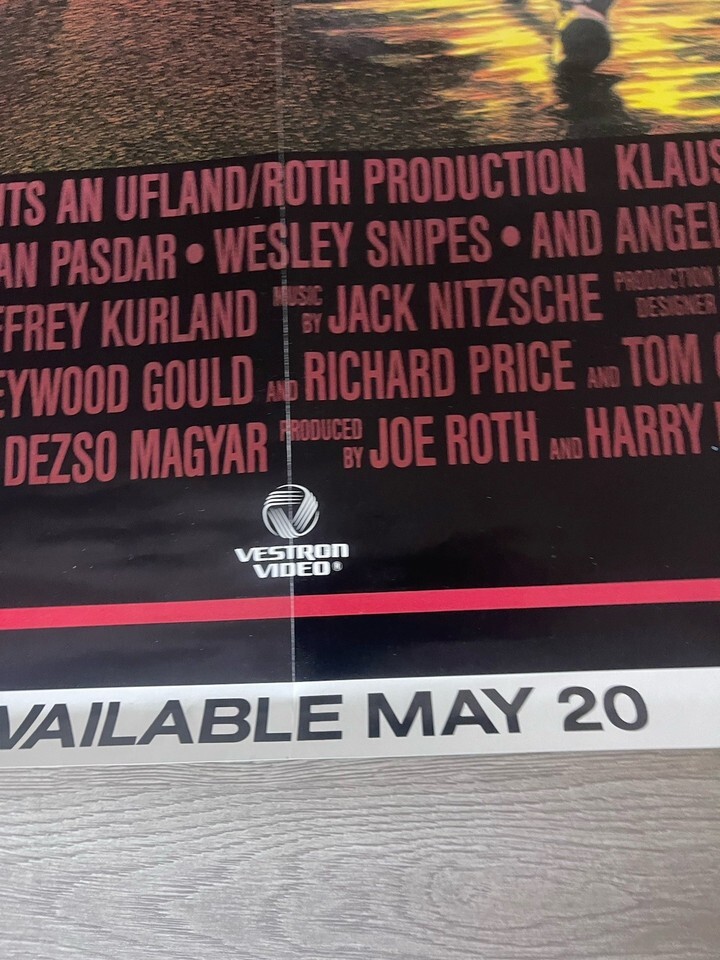 NTS AN UFLAND/ROTH PRODUCTION KLAUS
AN PASDAR • WESLEY SNIPES • AND ANGEL
FFREY KURLAND MUSIC BY JACK NITZSCHE PRODUCTION DESIGNER
EYWOOD GOULD AND RICHARD PRICE AND TOM
DEZSO MAGYAR PRODUCED BY JOE ROTH AND HARRY
VESTRON
VIDEO®
VAILABLE MAY 20